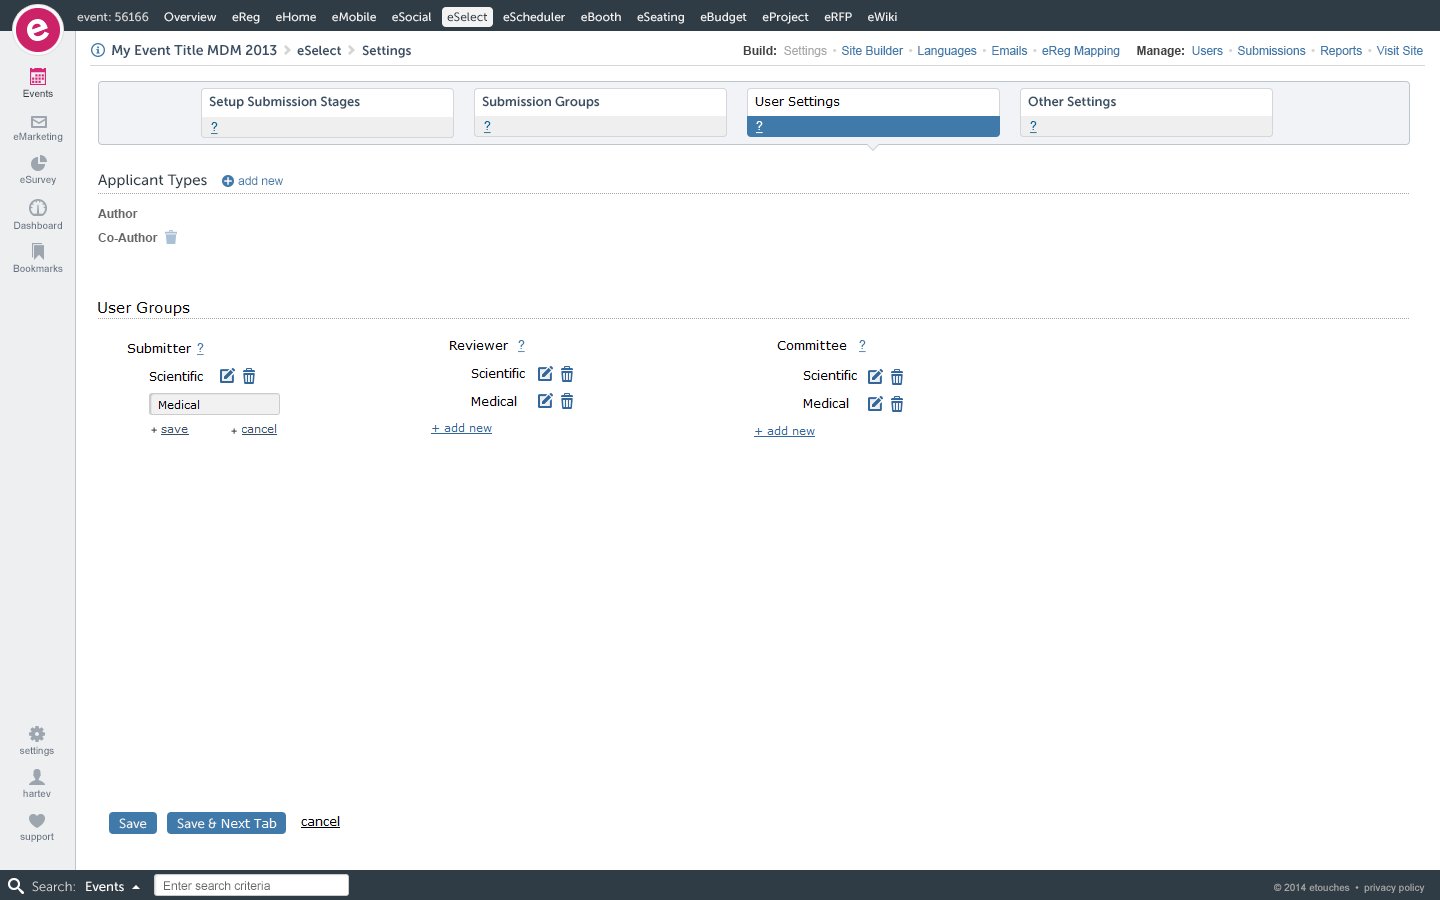 e
event: 56166 Overview eReg eHome eMobile eSocial eSelect eScheduler eBooth eSeating eBudget eProject eRFP eWiki
My Event Title MDM 2013 eSelect Settings
Build: Settings • Site Builder • Languages • Emails • eReg Mapping Manage: Users • Submissions • Reports • Visit Site
Events
eMarketing
eSurvey
Dashboard
Bookmarks
Setup Submission Stages
?
Submission Groups
?
User Settings
?
Other Settings
?
Applicant Types add new
Author
Co-Author
User Groups
Submitter ?
Scientific
Medical
+ save + cancel
Reviewer ?
Scientific
Medical
+ add new
Committee ?
Scientific
Medical
+ add new
settings
hartev
support
Save Save & Next Tab cancel
Search: Events Enter search criteria
© 2014 etouches • privacy policy